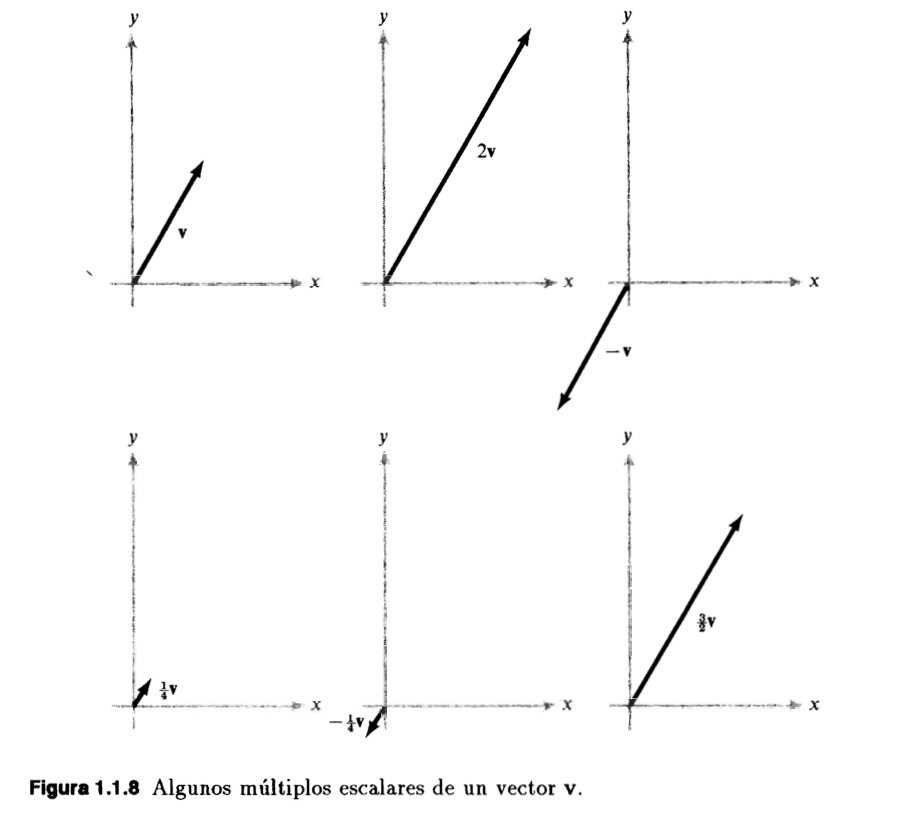 y
y
y
2v
v
x
x
x
−v
y
y
y
3/2v
1/4v
x
x
x
−1/4v
Figura 1.1.8 Algunos múltiplos escalares de un vector v.